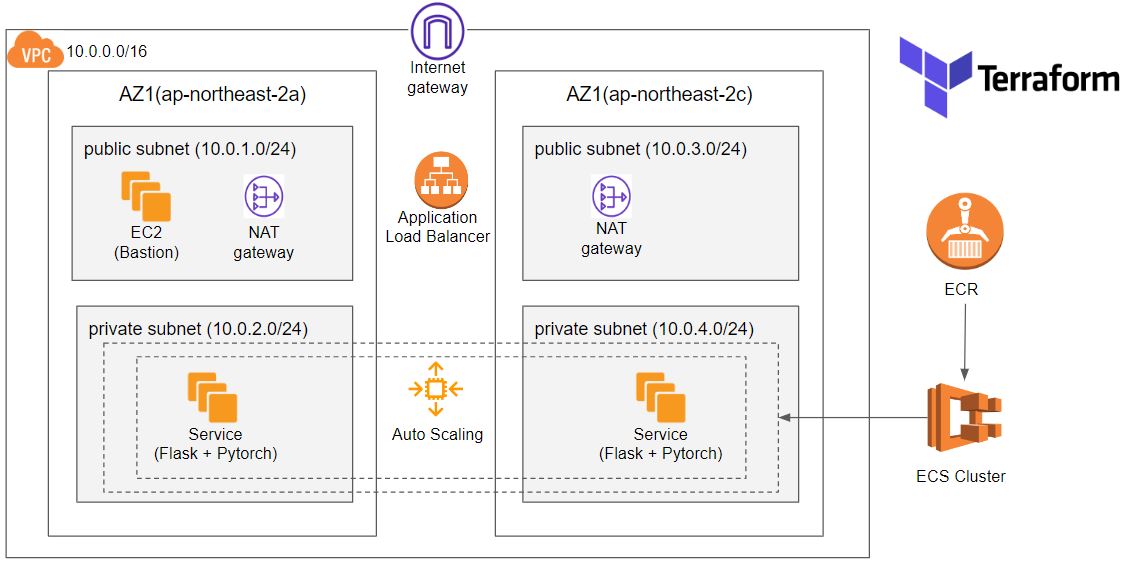 VPC
10.0.0.0/16
Internet
gateway
Terraform
AZ1(ap-northeast-2a)
AZ1(ap-northeast-2c)
public subnet (10.0.1.0/24)
EC2
(Bastion)
NAT
gateway
Application
Load Balancer
public subnet (10.0.3.0/24)
NAT
gateway
ECR
private subnet (10.0.2.0/24)
Service
(Flask + Pytorch)
Auto Scaling
private subnet (10.0.4.0/24)
Service
(Flask + Pytorch)
ECS Cluster